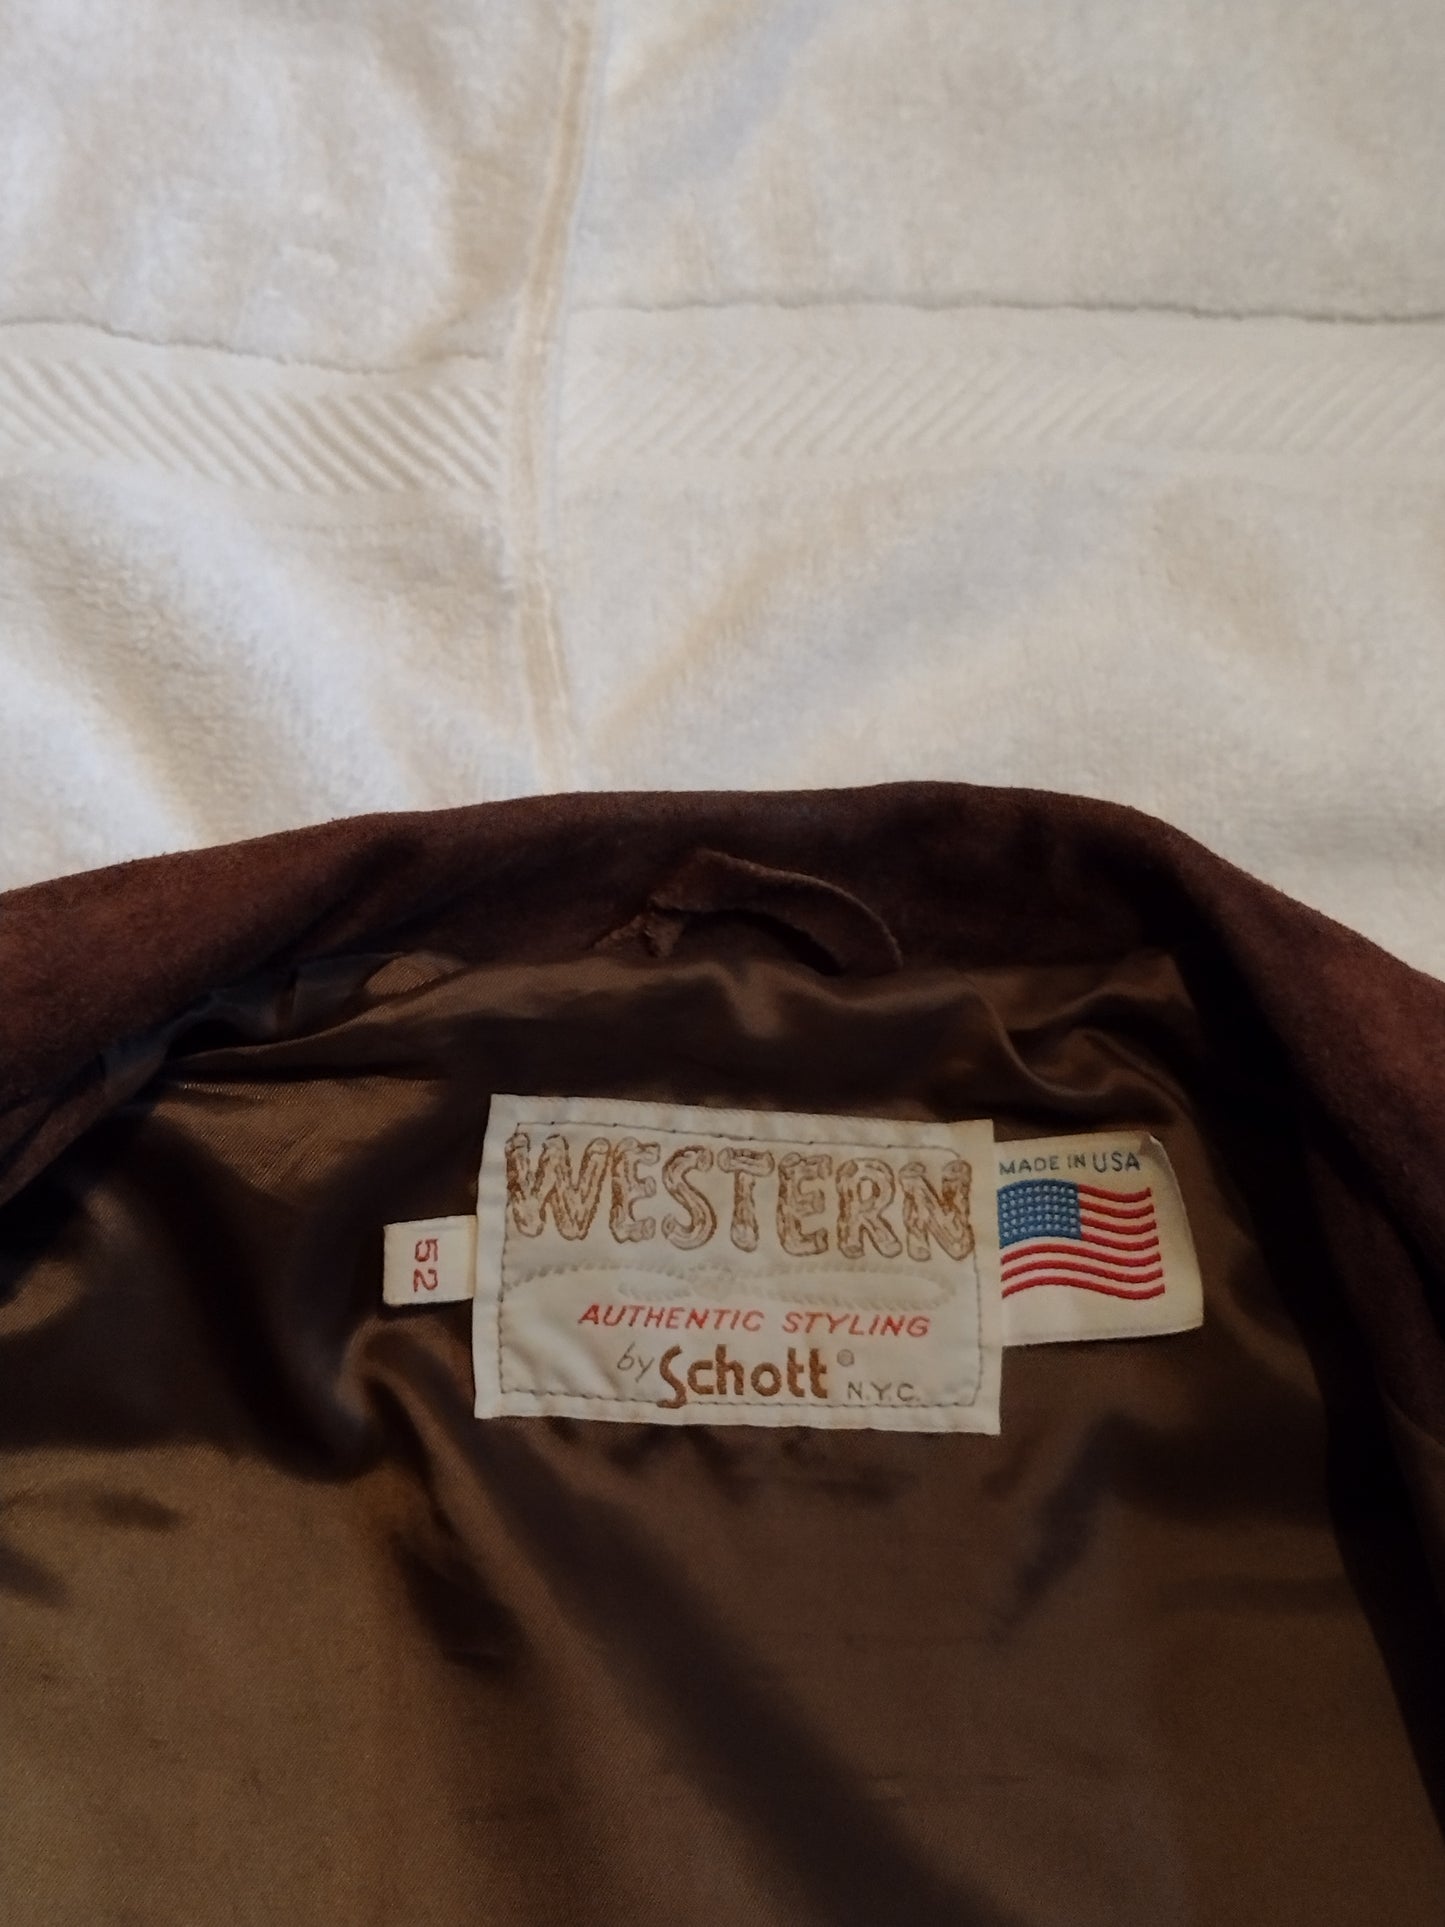 WESTERN
AUTHENTIC STYLING
by Schott® N.Y.C.
MADE IN USA
52